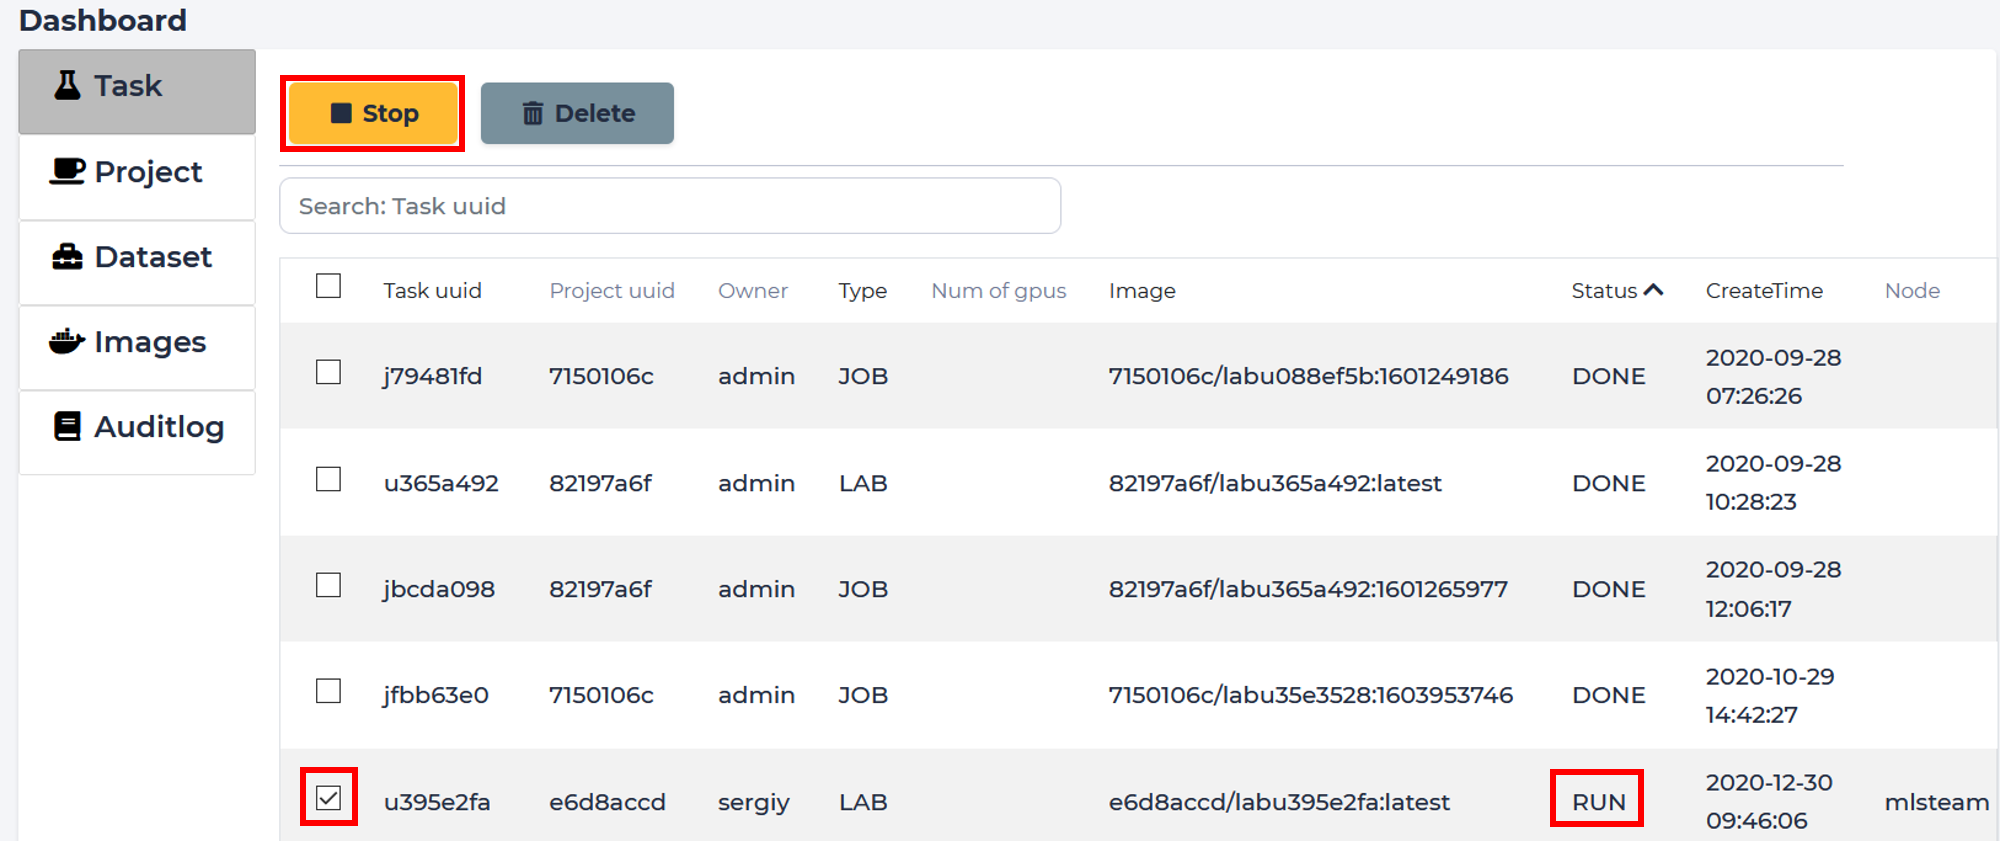 Dashboard
Task
Project
Dataset
Images
Auditlog
Stop Delete
Search: Task uuid
Task uuid Project uuid Owner Type Num of gpus Image Status CreateTime Node
j79481fd 7150106c admin JOB 7150106c/labu088ef5b:1601249186 DONE 2020-09-28 07:26:26
u365a492 82197a6f admin LAB 82197a6f/labu365a492:latest DONE 2020-09-28 10:28:23
jbcda098 82197a6f admin JOB 82197a6f/labu365a492:1601265977 DONE 2020-09-28 12:06:17
jfbb63e0 7150106c admin JOB 7150106c/labu35e3528:1603953746 DONE 2020-10-29 14:42:27
u395e2fa e6d8accd sergiy LAB e6d8accd/labu395e2fa:latest RUN 2020-12-30 09:46:06 mlsteam